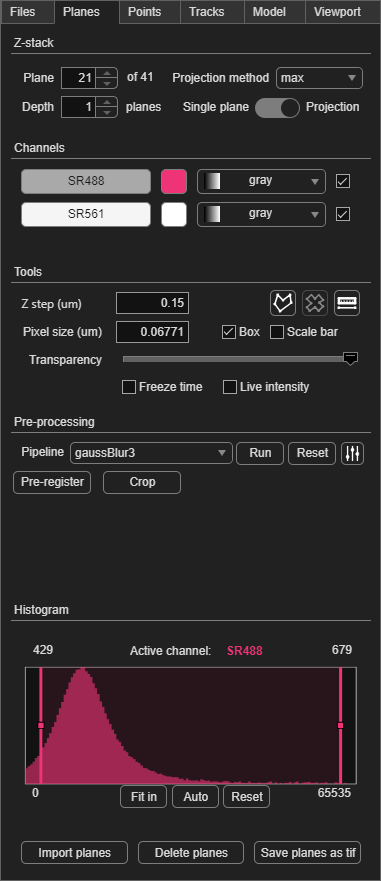 Files Planes Points Tracks Model Viewport
Z-stack
Plane 21 of 41 Projection method max
Depth 1 planes Single plane Projection
Channels
SR488 gray
SR561 gray
Tools
Z step (um) 0.15
Pixel size (um) 0.06771 Box Scale bar
Transparency
Freeze time Live intensity
Pre-processing
Pipeline gaussBlur3 Run Reset
Pre-register Crop
Histogram
429 Active channel: SR488 679
0 Fit in Auto Reset 65535
Import planes Delete planes Save planes as tif